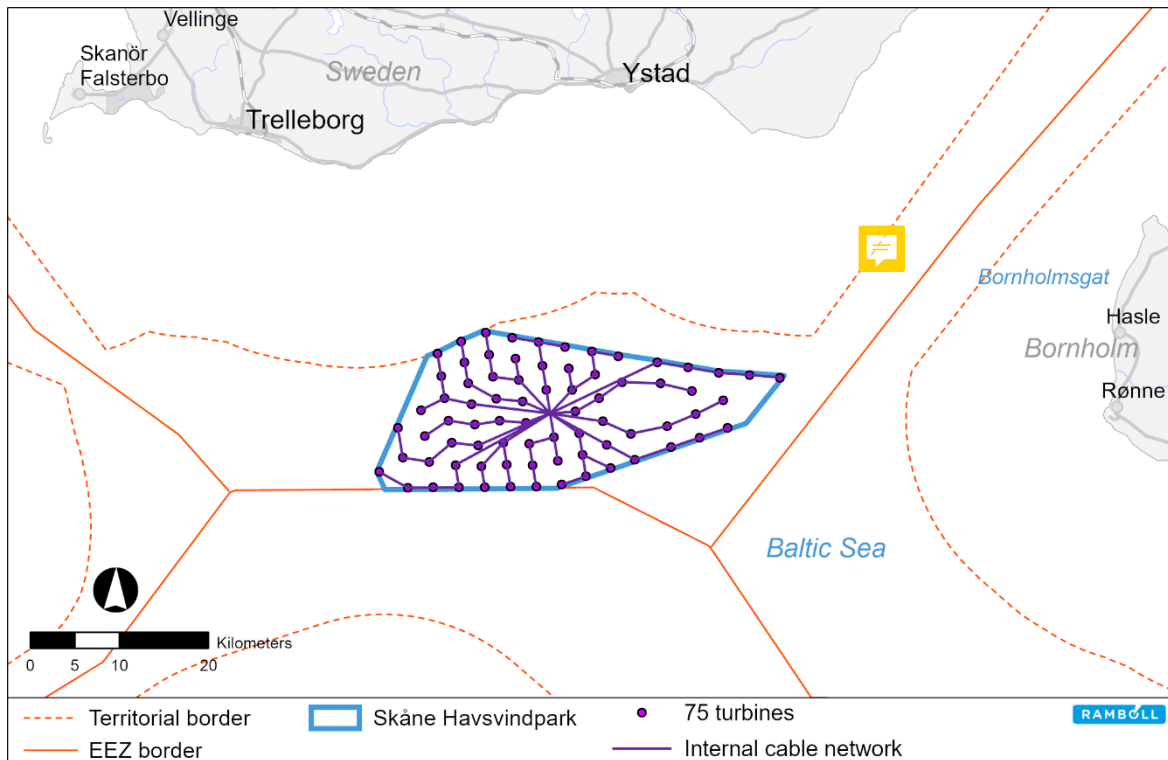 Vellinge
Skanör
Falsterbo
Sweden
Ystad
Trelleborg
Bornholmsgat
Hasle
Bornholm
Rønne
Baltic Sea
Kilometers
0 5 10 20
Territorial border
Skåne Havsvindpark
75 turbines
RAMBOLL
EEZ border
Internal cable network